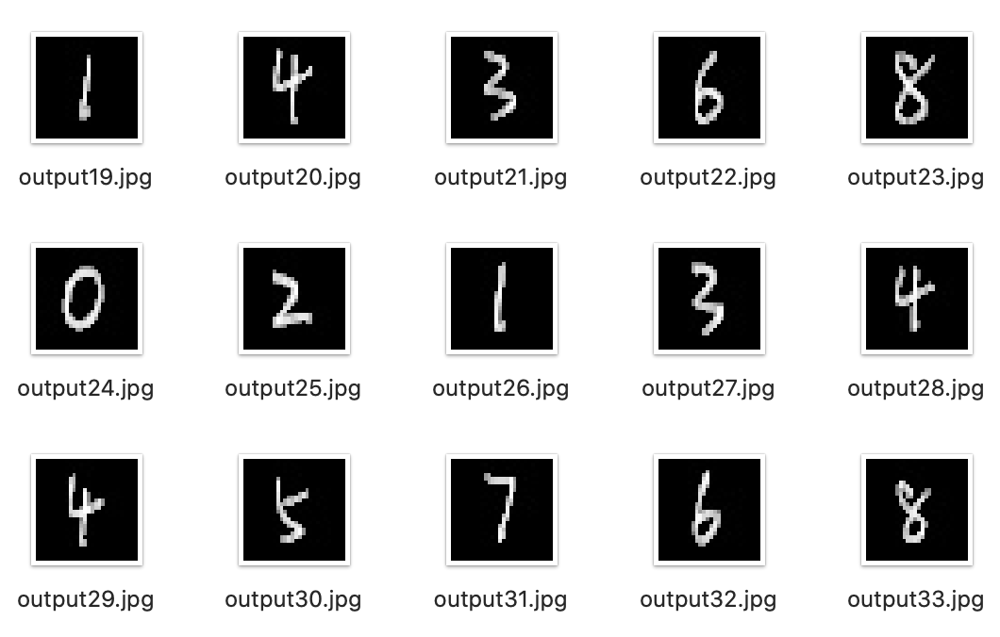 1 4 3 6 8
output19.jpg output20.jpg output21.jpg output22.jpg output23.jpg
0 2 1 3 4
output24.jpg output25.jpg output26.jpg output27.jpg output28.jpg
4 5 7 6 8
output29.jpg output30.jpg output31.jpg output32.jpg output33.jpg